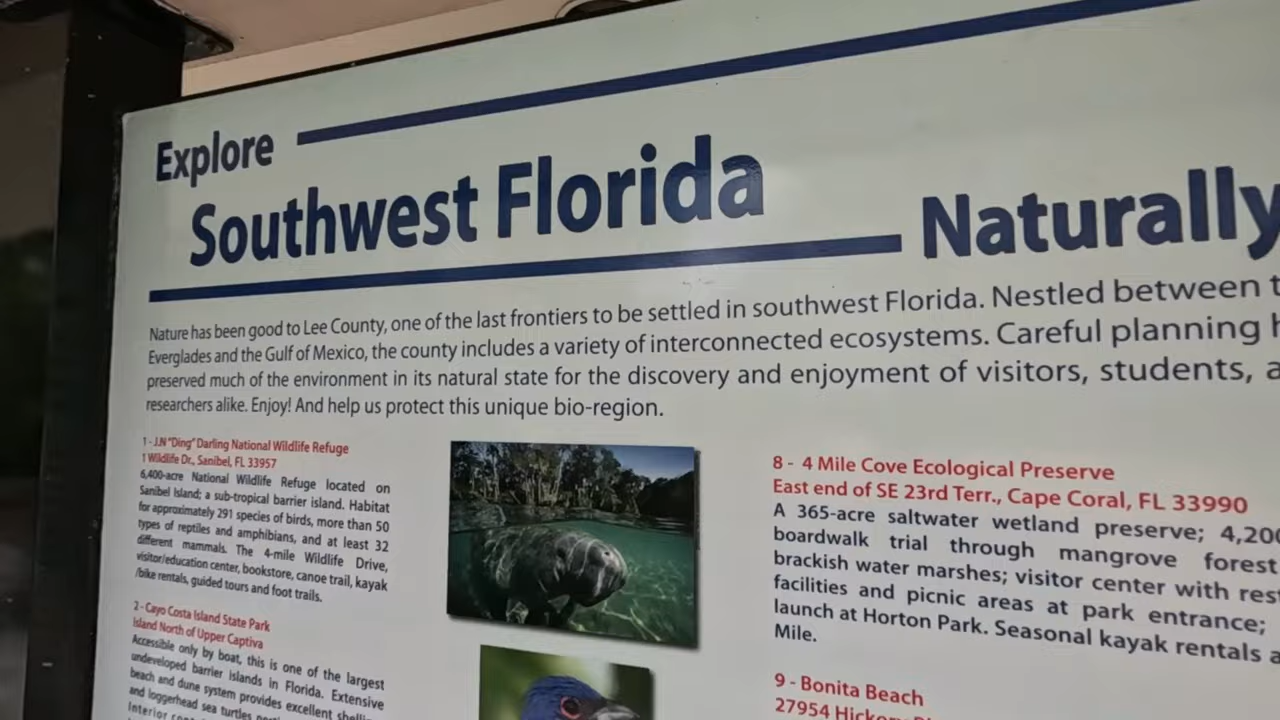 Explore
Southwest Florida
Naturally
Nature has been good to Lee County, one of the last frontiers to be settled in southwest Florida. Nestled between
Everglades and the Gulf of Mexico, the county includes a variety of interconnected ecosystems. Careful planning
preserved much of the environment in its natural state for the discovery and enjoyment of visitors, students,
researchers alike. Enjoy! And help us protect this unique bio-region.
1 - J.N "Ding" Darling National Wildlife Refuge
1 Wildlife Dr., Sanibel, FL 33957
6,400-acre National Wildlife Refuge located on
Sanibel Island; a sub-tropical barrier island. Habitat
for approximately 291 species of birds, more than 50
types of reptiles and amphibians, and at least 32
different mammals. The 4-mile Wildlife Drive,
visitor/education center, bookstore, canoe trail, kayak
/bike rentals, guided tours and foot trails.
2 - Cayo Costa Island State Park
Island North of Upper Captiva
Accessible only by boat, this is one of the largest
undeveloped barrier islands in Florida. Extensive
beach and dune system provides excellent
and loggerhead sea turtles
Interior
8 - 4 Mile Cove Ecological Preserve
East end of SE 23rd Terr., Cape Coral, FL 33990
A 365-acre saltwater wetland preserve;
boardwalk trial through mangrove forest
brackish water marshes; visitor center with
facilities and picnic areas at park entrance;
launch at Horton Park. Seasonal kayak rentals
Mile.
9 - Bonita Beach
27954